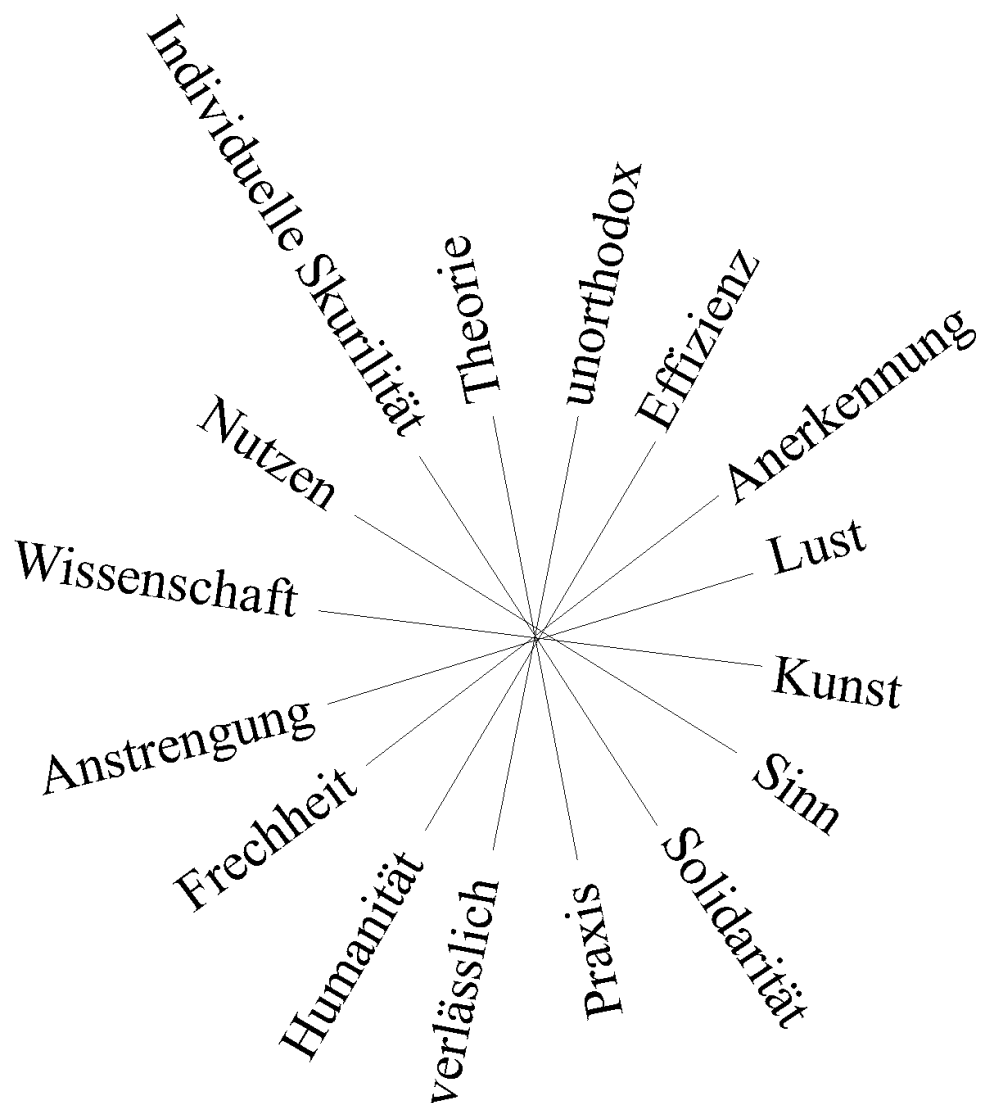 Individuelle Skurilität
Theorie
unorthodox
Effizienz
Anerkennung
Lust
Kunst
Sinn
Solidarität
Praxis
verlässlich
Humanität
Frechheit
Anstrengung
Wissenschaft
Nutzen